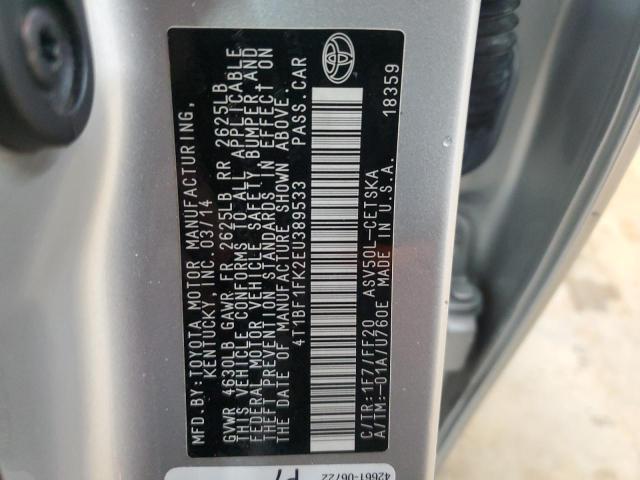 MFD.BY:TOYOTA MOTOR MANUFACTURING,
KENTUCKY, INC. 03/14
GVWR 4630LB GAWR FR 2625LB RR 2625LB
THIS VEHICLE CONFORMS TO ALL APPLICABLE
FEDERAL MOTOR VEHICLE SAFETY, BUMPER, AND
THEFT PREVENTION STANDARDS IN EFFECT ON
THE DATE OF MANUFACTURE SHOWN ABOVE.
4T1BF1FK2EU389533 PASS.CAR
C/TR:1F7/FF20 ASV50L-CETSKA
A/TM:-01A/U760E MADE IN U.S.A. 18359
42661-06722